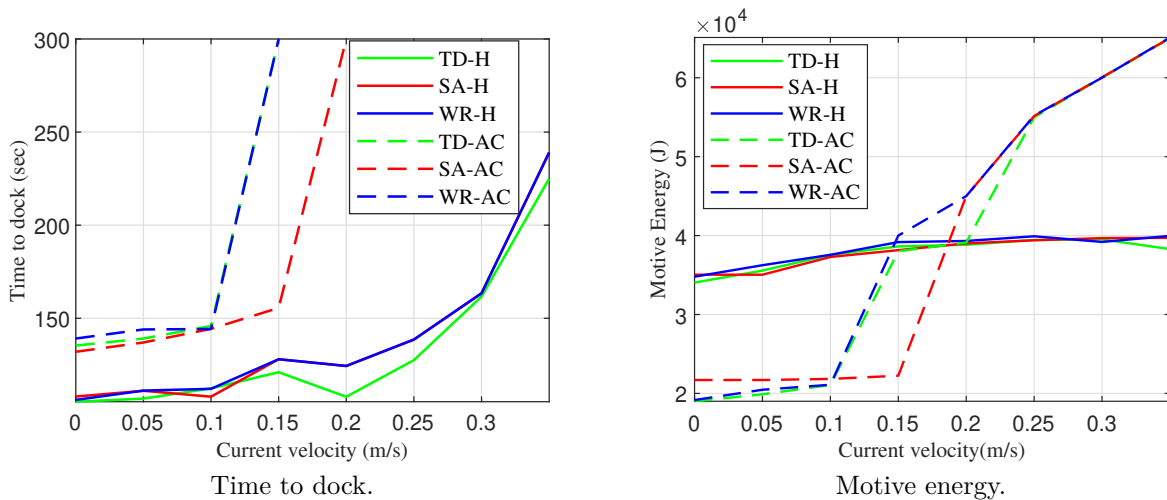 300
250
200
150
0
0.05
0.1
0.15
0.2
0.25
0.3
Time to dock (sec)
Current velocity (m/s)
TD-H
SA-H
WR-H
TD-AC
SA-AC
WR-AC
Time to dock.
×10⁴
6
5
4
3
2
0
0.05
0.1
0.15
0.2
0.25
0.3
Motive Energy (J)
Current velocity(m/s)
TD-H
SA-H
WR-H
TD-AC
SA-AC
WR-AC
Motive energy.